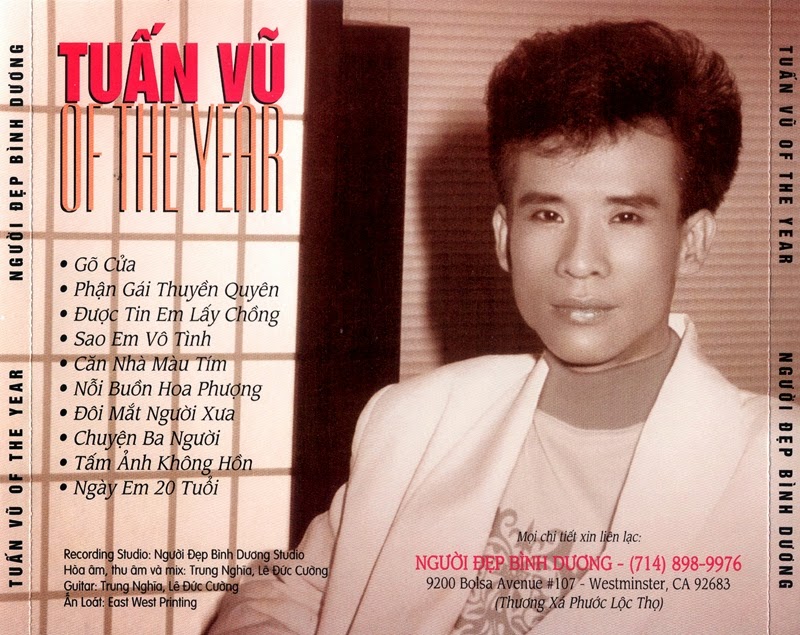 TUẤN VŨ
OF THE YEAR
• Gõ Cửa
• Phận Gái Thuyền Quyên
• Được Tin Em Lấy Chồng
• Sao Em Vô Tình
• Căn Nhà Màu Tím
• Nỗi Buồn Hoa Phượng
• Đôi Mắt Người Xưa
• Chuyện Ba Người
• Tấm Ảnh Không Hồn
• Ngày Em 20 Tuổi
Recording Studio: Người Đẹp Bình Dương Studio
Hòa âm, thu âm và mix: Trung Nghĩa, Lê Đức Cường
Guitar: Trung Nghĩa, Lê Đức Cường
Ấn Loát: East West Printing
Mọi chi tiết xin liên lạc:
NGƯỜI ĐẸP BÌNH DƯƠNG - (714) 898-9976
9200 Bolsa Avenue #107 - Westminster, CA 92683
(Thương Xá Phước Lộc Thọ)
TUẤN VŨ OF THE YEAR NGƯỜI ĐẸP BÌNH DƯƠNG
TUẤN VŨ OF THE YEAR NGƯỜI ĐẸP BÌNH DƯƠNG